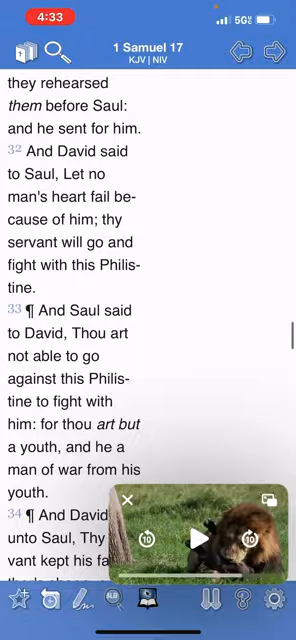 4:33
5G
1 Samuel 17
KJV | NIV
they rehearsed
them before Saul:
and he sent for him.
32 And David said
to Saul, Let no
man's heart fail be-
cause of him; thy
servant will go and
fight with this Philis-
tine.
33 ¶ And Saul said
to David, Thou art
not able to go
against this Philis-
tine to fight with
him: for thou art but
a youth, and he a
man of war from his
youth.
34 ¶ And David
unto Saul, Thy
vant kept his fa
10
10